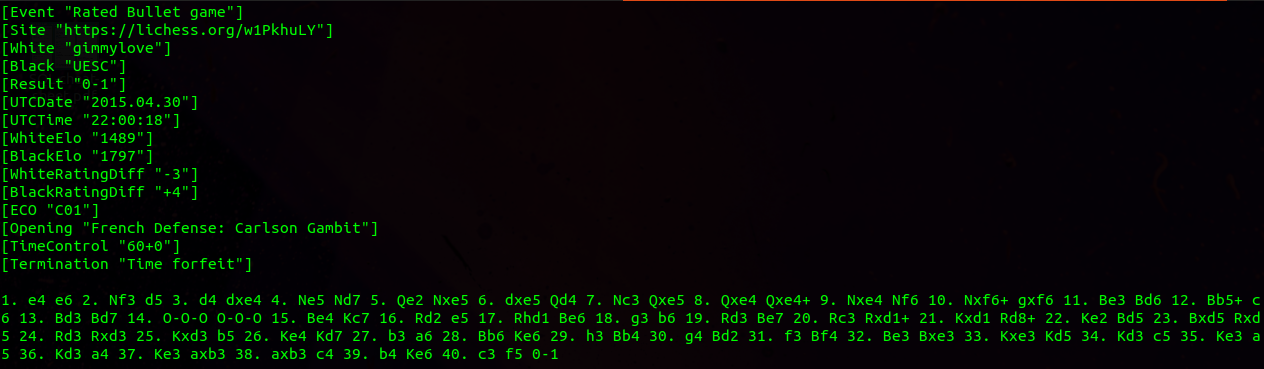 [Event "Rated Bullet game"]
[Site "https://lichess.org/w1PkhuLY"]
[White "gimmylove"]
[Black "UESC"]
[Result "0-1"]
[UTCDate "2015.04.30"]
[UTCTime "22:00:18"]
[WhiteElo "1489"]
[BlackElo "1797"]
[WhiteRatingDiff "-3"]
[BlackRatingDiff "+4"]
[ECO "C01"]
[Opening "French Defense: Carlson Gambit"]
[TimeControl "60+0"]
[Termination "Time forfeit"]

1. e4 e6 2. Nf3 d5 3. d4 dxe4 4. Ne5 Nd7 5. Qe2 Nxe5 6. dxe5 Qd4 7. Nc3 Qxe5 8. Qxe4 Qxe4+ 9. Nxe4 Nf6 10. Nxf6+ gxf6 11. Be3 Bd6 12. Bb5+ c
6 13. Bd3 Bd7 14. O-O-O O-O-O 15. Be4 Kc7 16. Rd2 e5 17. Rhd1 Be6 18. g3 b6 19. Rd3 Be7 20. Rc3 Rxd1+ 21. Kxd1 Rd8+ 22. Ke2 Bd5 23. Bxd5 Rxd
5 24. Rd3 Rxd3 25. Kxd3 b5 26. Ke4 Kd7 27. b3 a6 28. Bb6 Ke6 29. h3 Bb4 30. g4 Bd2 31. f3 Bf4 32. Be3 Bxe3 33. Kxe3 Kd5 34. Kd3 c5 35. Ke3 a
5 36. Kd3 a4 37. Ke3 axb3 38. axb3 c4 39. b4 Ke6 40. c3 f5 0-1